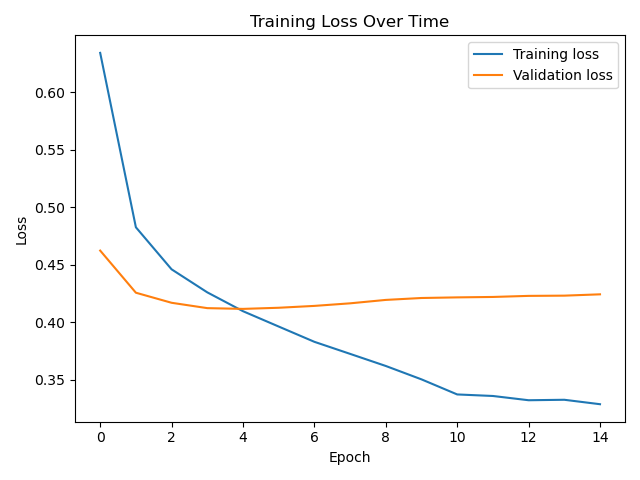 Training Loss Over Time
Training loss
Validation loss
0.60
0.55
0.50
0.45
0.40
0.35
Loss
0 2 4 6 8 10 12 14
Epoch